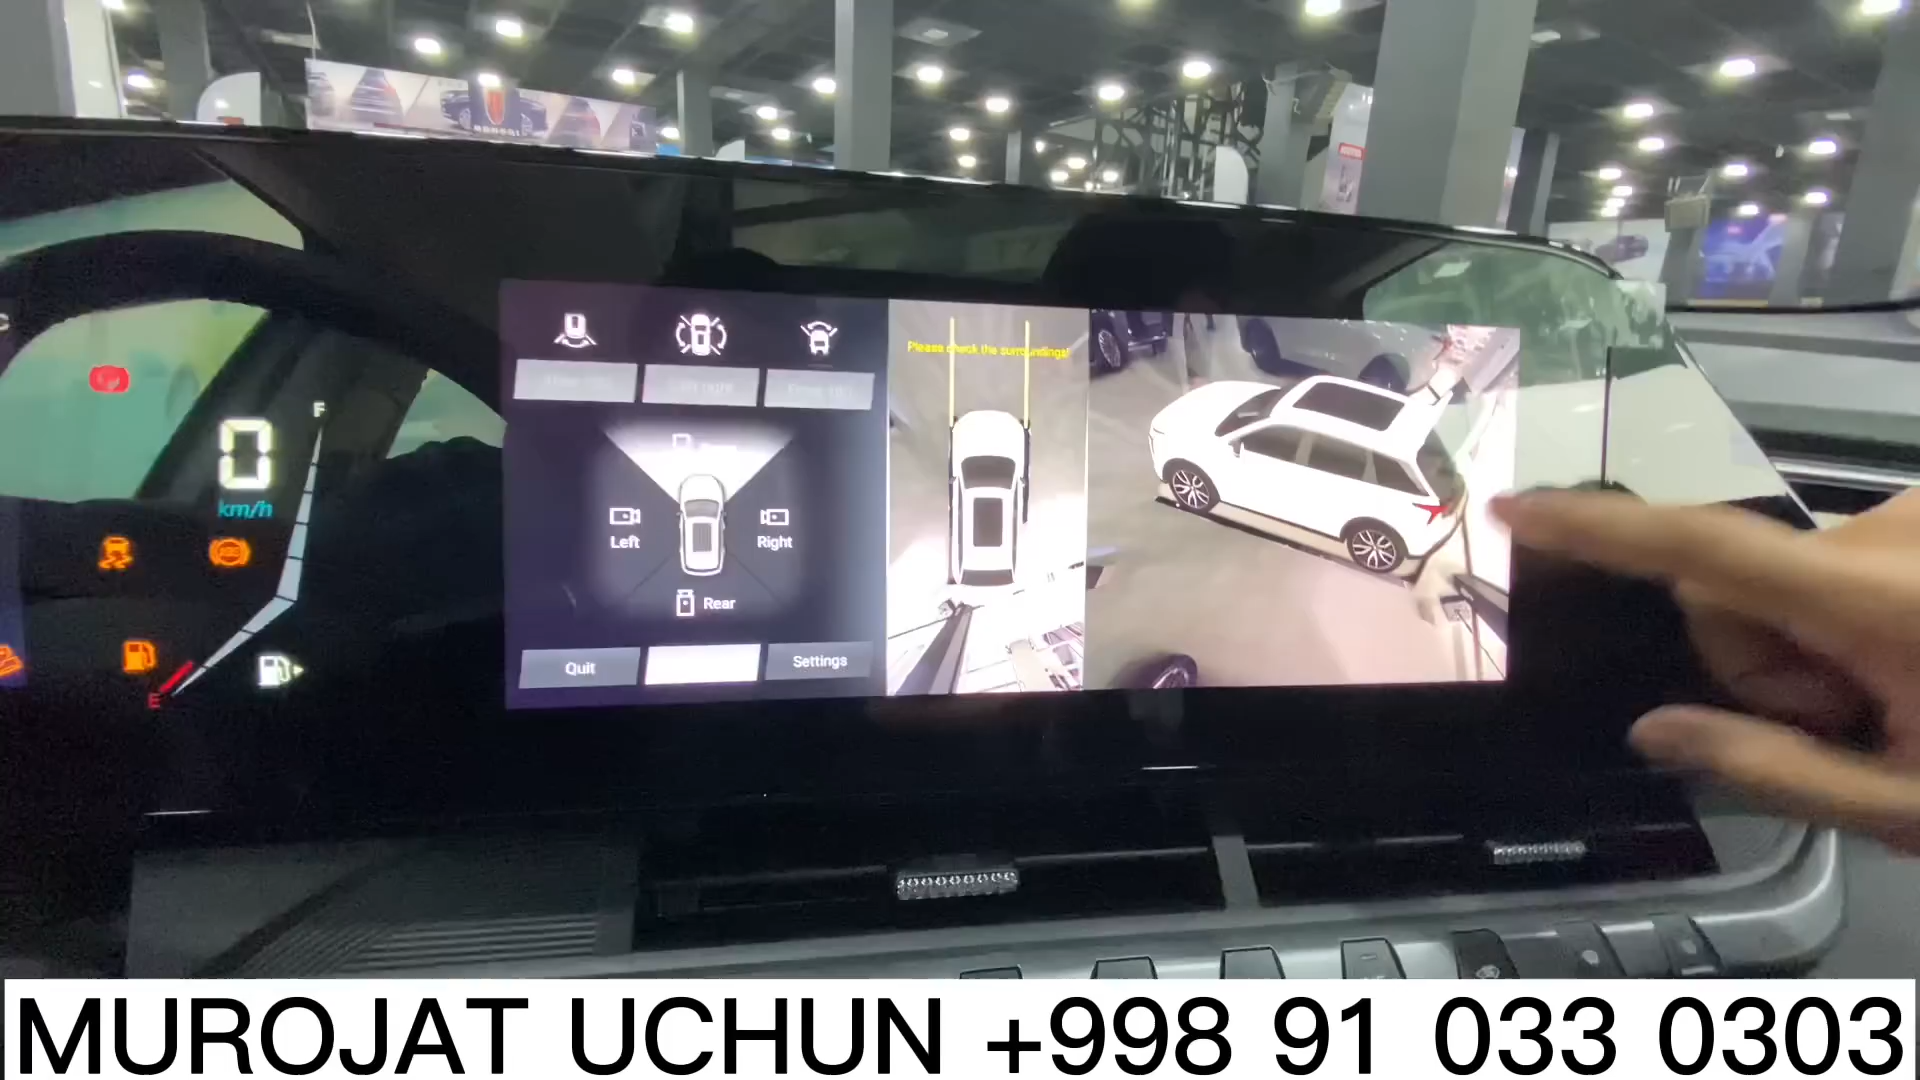 F
0
km/h
E
Please check the surroundings!
Left
Right
Rear
Quit
Settings
MUROJAT UCHUN +998 91 033 0303